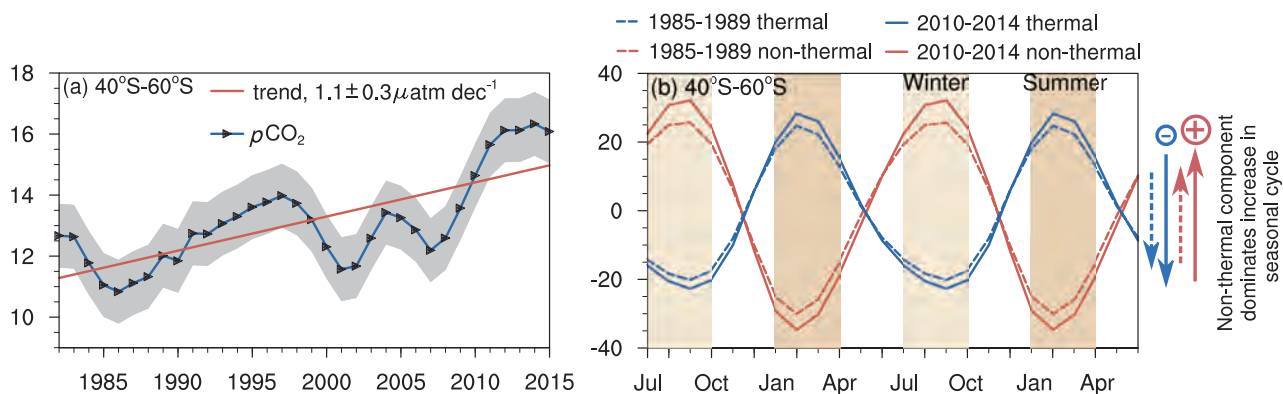 1985-1989 thermal
2010-2014 thermal
1985-1989 non-thermal
2010-2014 non-thermal
(a) 40°S-60°S
trend, 1.1±0.3μatm dec⁻¹
pCO₂
18
16
14
12
10
1985 1990 1995 2000 2005 2010 2015
(b) 40°S-60°S
Winter
Summer
40
20
0
-20
-40
Jul Oct Jan Apr Jul Oct Jan Apr
-
+
Non-thermal component
dominates increase in
seasonal cycle